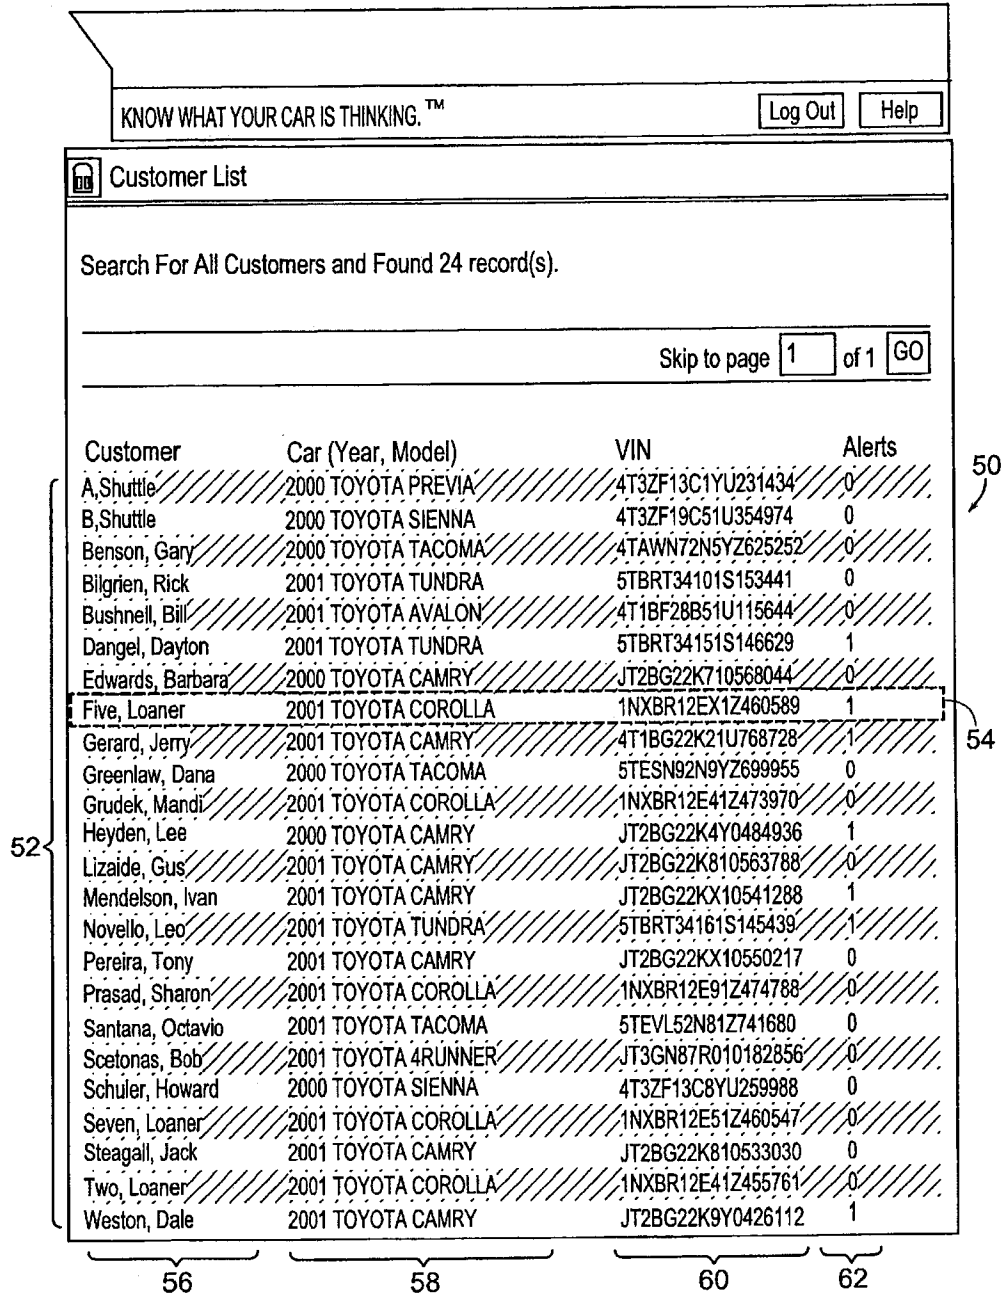 KNOW WHAT YOUR CAR IS THINKING.™ Log Out Help
Customer List
Search For All Customers and Found 24 record(s).
Skip to page 1 of 1 GO
Customer Car (Year, Model) VIN Alerts
50
A,Shuttle 2000 TOYOTA PREVIA 4T3ZF13C1YU231434 0
B,Shuttle 2000 TOYOTA SIENNA 4T3ZF19C51U354974 0
Benson, Gary 2000 TOYOTA TACOMA 4TAWN72N5YZ625252 0
Bilgrien, Rick 2001 TOYOTA TUNDRA 5TBRT34101S153441 0
Bushnell, Bill 2001 TOYOTA AVALON 4T1BF28B51U115644 0
Dangel, Dayton 2001 TOYOTA TUNDRA 5TBRT34151S146629 1
Edwards, Barbara 2000 TOYOTA CAMRY JT2BG22K710568044 0
Five, Loaner 2001 TOYOTA COROLLA 1NXBR12EX1Z460589 1
54
Gerard, Jerry 2001 TOYOTA CAMRY 4T1BG22K21U768728 1
Greenlaw, Dana 2000 TOYOTA TACOMA 5TESN92N9YZ699955 0
Grudek, Mandi 2001 TOYOTA COROLLA 1NXBR12E41Z473970 0
Heyden, Lee 2000 TOYOTA CAMRY JT2BG22K4Y0484936 1
52
Lizaide, Gus 2001 TOYOTA CAMRY JT2BG22K810563788 0
Mendelson, Ivan 2001 TOYOTA CAMRY JT2BG22KX10541288 1
Novello, Leo 2001 TOYOTA TUNDRA 5TBRT34161S145439 1
Pereira, Tony 2001 TOYOTA CAMRY JT2BG22KX10550217 0
Prasad, Sharon 2001 TOYOTA COROLLA 1NXBR12E91Z474788 0
Santana, Octavio 2001 TOYOTA TACOMA 5TEVL52N81Z741680 0
Scetonas, Bob 2001 TOYOTA 4RUNNER JT3GN87R010182856 0
Schuler, Howard 2000 TOYOTA SIENNA 4T3ZF13C8YU259988 0
Seven, Loaner 2001 TOYOTA COROLLA 1NXBR12E51Z460547 0
Steagall, Jack 2001 TOYOTA CAMRY JT2BG22K810533030 0
Two, Loaner 2001 TOYOTA COROLLA 1NXBR12E41Z455761 0
Weston, Dale 2001 TOYOTA CAMRY JT2BG22K9Y0426112 1
56 58 60 62